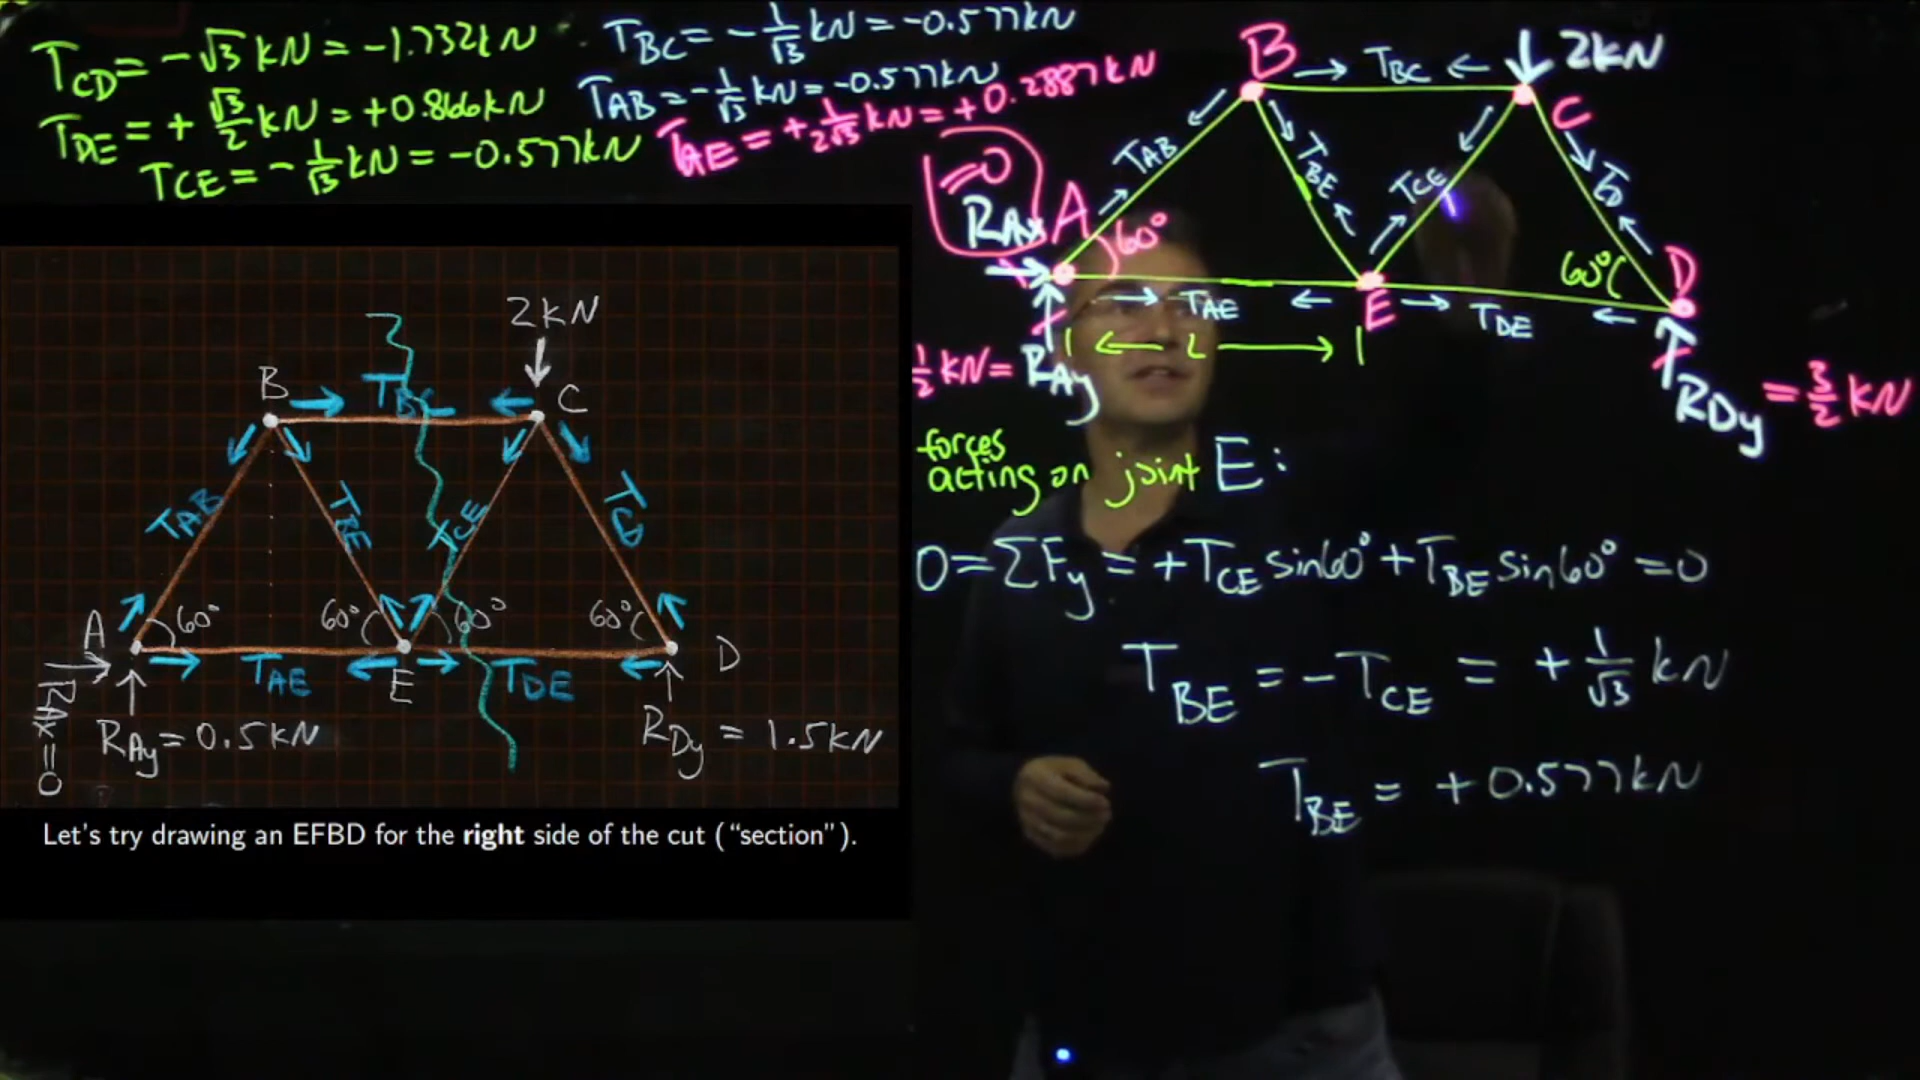 T_CD = -√3 kN = -1.732kN
T_DE = + √3/2 kN = +0.866kN
T_CE = - 1/√3 kN = -0.577kN
T_BC = - 1/√3 kN = -0.577kN
T_AB = - 1/√3 kN = -0.577kN
T_AE = + 1/2√3 kN = +0.2887kN
B T_BC 2kN
C
T_AB T_BE T_CE T_CD
=0
R_Ax A 60° 60° D
T_AE E T_DE
L
1/2 kN = R_Ay
R_Dy = 3/2 kN
2kN
B T_BC C
T_AB T_BE T_CE T_CD
A 60° 60° 60° 60° D
T_AE E T_DE
R_Ax = 0
R_Ay = 0.5kN R_Dy = 1.5kN
Let's try drawing an EFBD for the right side of the cut ("section").
forces
acting on joint E:
0 = ΣF_y = +T_CE sin60° + T_BE sin60° = 0
T_BE = -T_CE = + 1/√3 kN
T_BE = +0.577kN